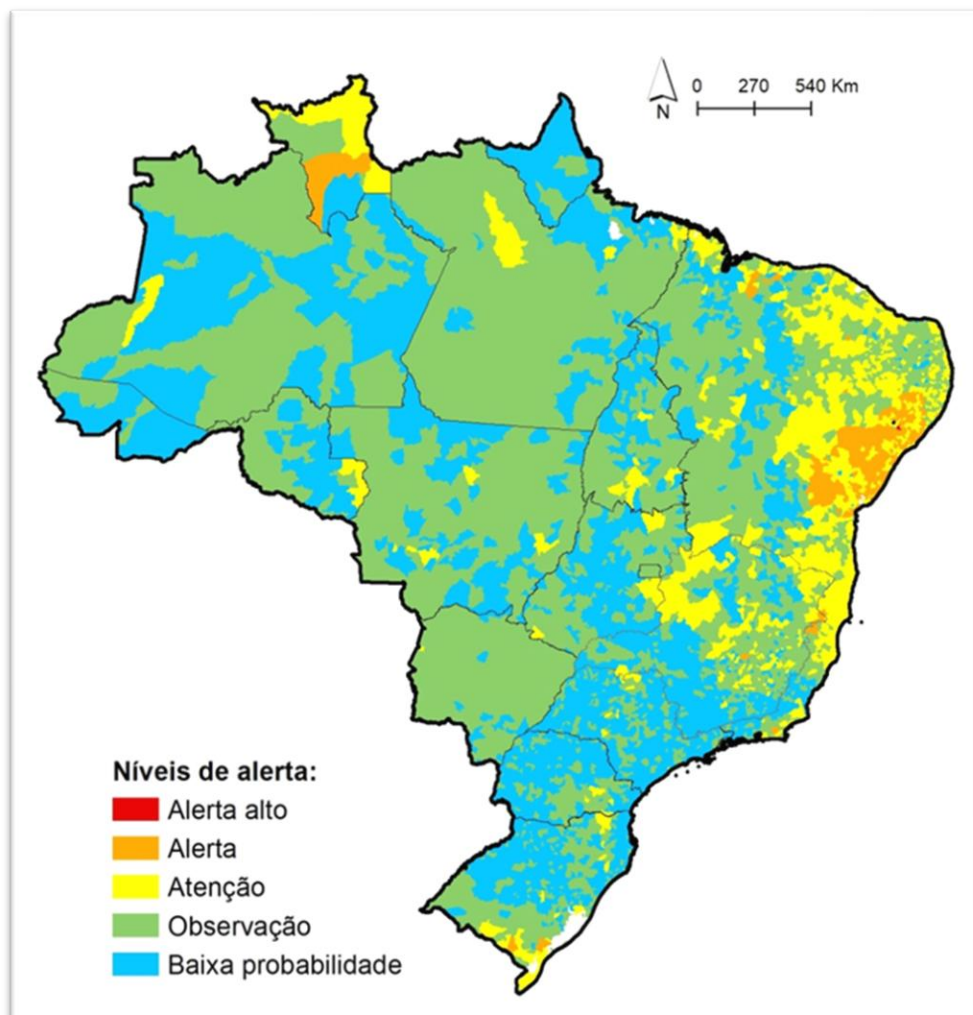 0 270 540 Km
N
Níveis de alerta:
Alerta alto
Alerta
Atenção
Observação
Baixa probabilidade